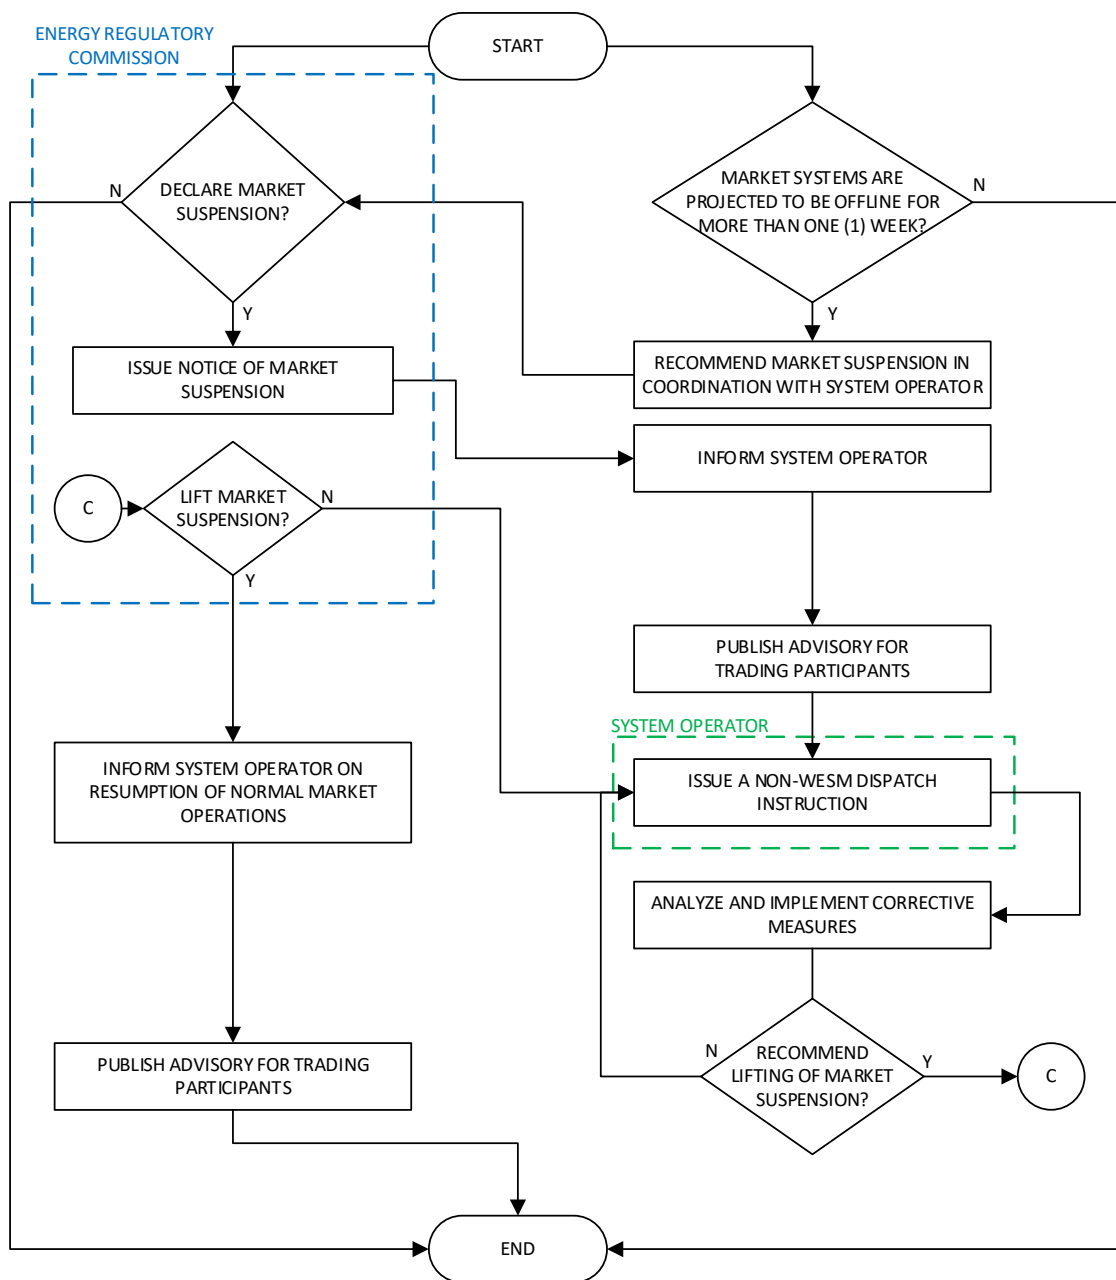 ENERGY REGULATORY
COMMISSION
START
DECLARE MARKET
SUSPENSION?
N
Y
MARKET SYSTEMS ARE
PROJECTED TO BE OFFLINE FOR
MORE THAN ONE (1) WEEK?
N
Y
ISSUE NOTICE OF MARKET
SUSPENSION
RECOMMEND MARKET SUSPENSION IN
COORDINATION WITH SYSTEM OPERATOR
INFORM SYSTEM OPERATOR
C
LIFT MARKET
SUSPENSION?
N
Y
PUBLISH ADVISORY FOR
TRADING PARTICIPANTS
SYSTEM OPERATOR
INFORM SYSTEM OPERATOR ON
RESUMPTION OF NORMAL MARKET
OPERATIONS
ISSUE A NON-WESM DISPATCH
INSTRUCTION
ANALYZE AND IMPLEMENT CORRECTIVE
MEASURES
PUBLISH ADVISORY FOR TRADING
PARTICIPANTS
N
RECOMMEND
LIFTING OF MARKET
SUSPENSION?
Y
C
END